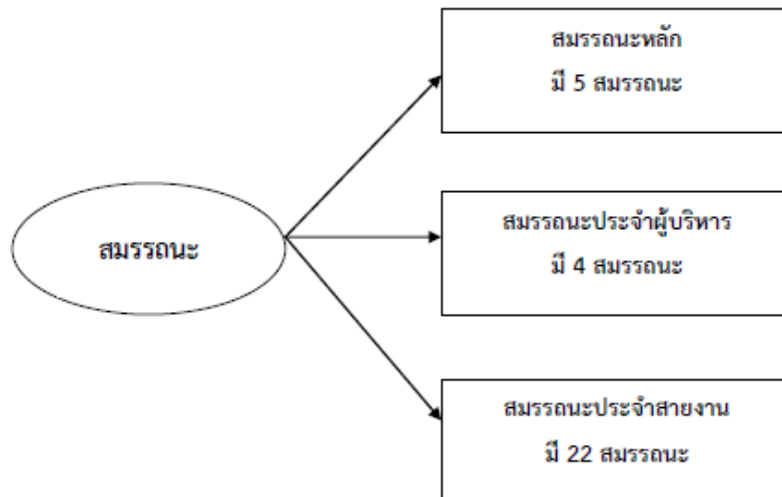 สมรรถนะหลัก
มี 5 สมรรถนะ
สมรรถนะ
สมรรถนะประจำผู้บริหาร
มี 4 สมรรถนะ
สมรรถนะประจำสายงาน
มี 22 สมรรถนะ